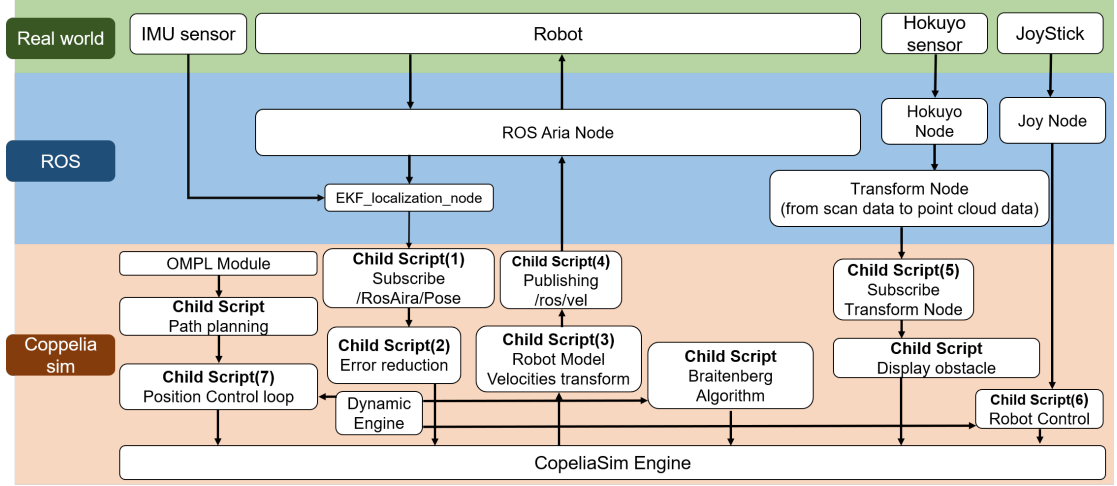 Real world
IMU sensor
Robot
Hokuyo
sensor
JoyStick
ROS
ROS Aria Node
Hokuyo
Node
Joy Node
EKF_localization_node
Transform Node
(from scan data to point cloud data)
Coppelia
sim
OMPL Module
Child Script
Path planning
Child Script(7)
Position Control loop
Child Script(1)
Subscribe
/RosAira/Pose
Child Script(2)
Error reduction
Dynamic
Engine
Child Script(4)
Publishing
/ros/vel
Child Script(3)
Robot Model
Velocities transform
Child Script
Braitenberg
Algorithm
Child Script(5)
Subscribe
Transform Node
Child Script
Display obstacle
Child Script(6)
Robot Control
CopeliaSim Engine